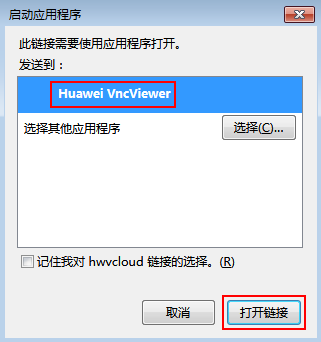 启动应用程序
此链接需要使用应用程序打开。
发送到：
Huawei VncViewer
选择其他应用程序
选择(C)...
记住我对 hwvcloud 链接的选择。(R)
取消
打开链接